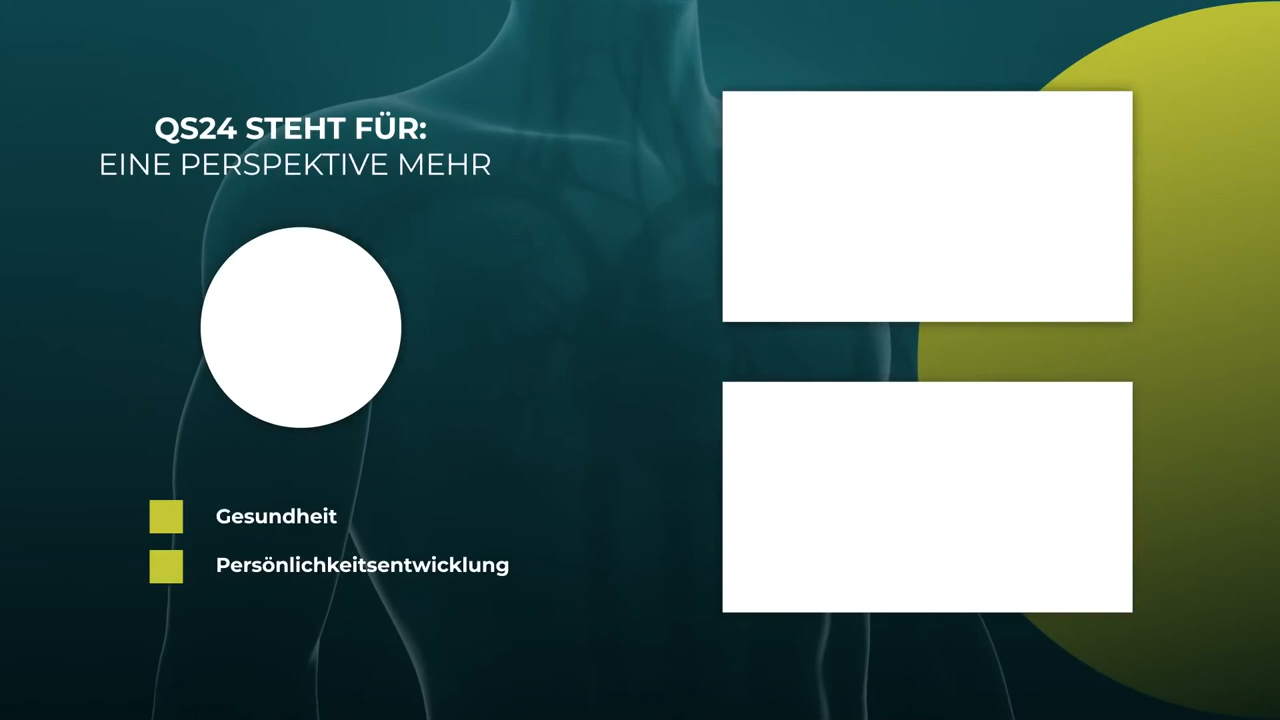 QS24 STEHT FÜR:
EINE PERSPEKTIVE MEHR
Gesundheit
Persönlichkeitsentwicklung